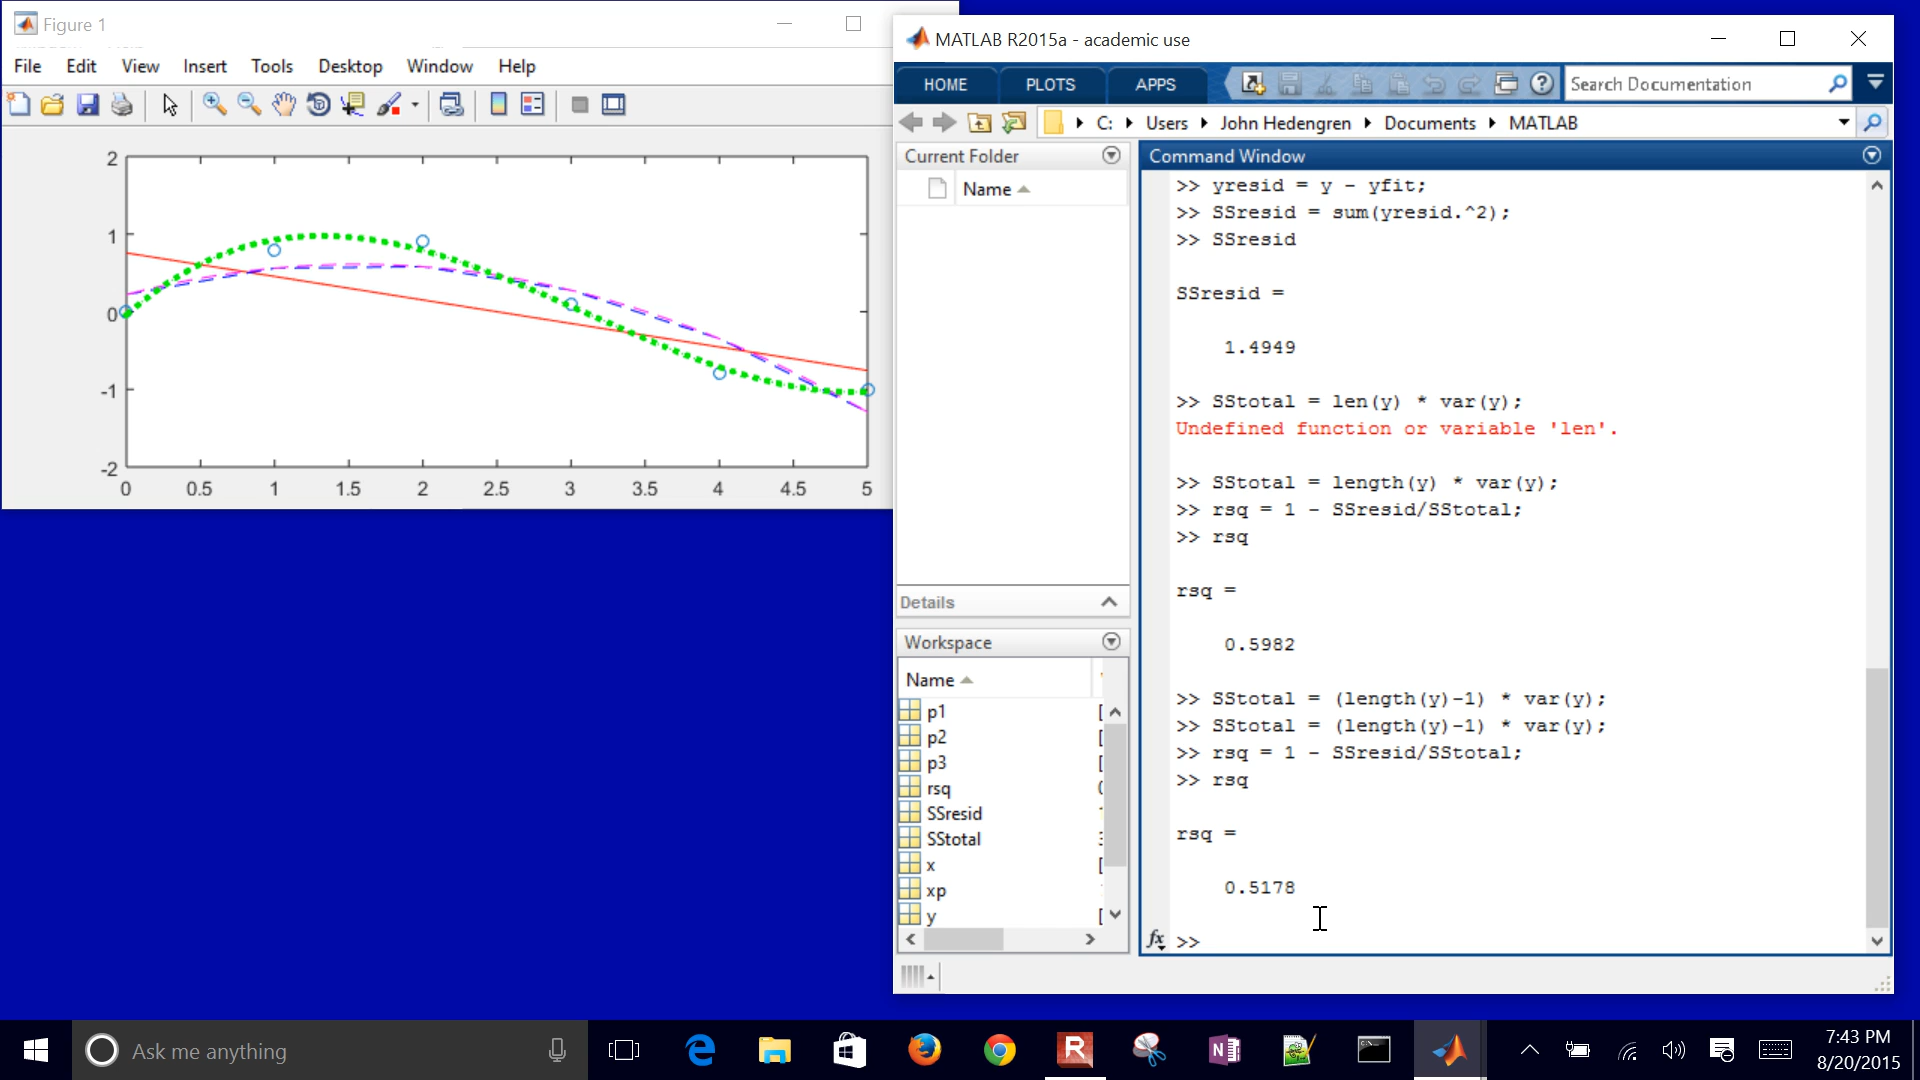 Figure 1
File Edit View Insert Tools Desktop Window Help
2
1
0
-1
-2
0 0.5 1 1.5 2 2.5 3 3.5 4 4.5 5
MATLAB R2015a - academic use
HOME PLOTS APPS
Search Documentation
C: Users John Hedengren Documents MATLAB
Current Folder
Name
Details
Workspace
Name
p1 [
p2 [
p3 [
rsq
SSresid
SStotal
x [
xp
y [
Command Window
>> yresid = y - yfit;
>> SSresid = sum(yresid.^2);
>> SSresid
SSresid =
1.4949
>> SStotal = len(y) * var(y);
Undefined function or variable 'len'.
>> SStotal = length(y) * var(y);
>> rsq = 1 - SSresid/SStotal;
>> rsq
rsq =
0.5982
>> SStotal = (length(y)-1) * var(y);
>> SStotal = (length(y)-1) * var(y);
>> rsq = 1 - SSresid/SStotal;
>> rsq
rsq =
0.5178
fx >>
Ask me anything
7:43 PM
8/20/2015